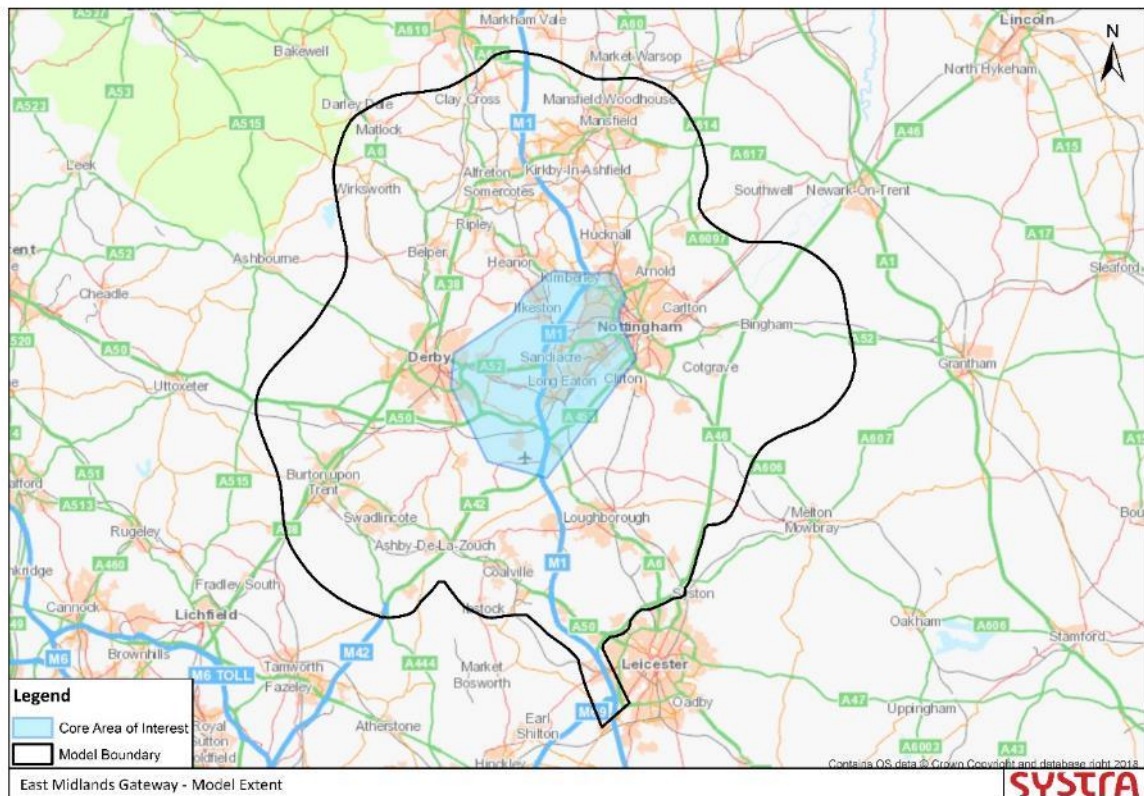 Markham Vale
A619
A60
Lincoln
A537
Bakewell
Market-Warsop
N
North Hykeham
A53
A523
A515
Darley Dale
Clay Cross
Mansfield Woodhouse
M1
Mansfield
A614
A46
A15
Matlock
A6
A617
Leek
Alfreton
Kirkby-In-Ashfield
Somercotes
Wirksworth
Southwell
Newark-On-Trent
Ripley
Hucknall
A6097
A17
A52
Belper
Ashbourne
Heanor
Kimberley
Arnold
A1
Sleaford
Cheadle
A38
Ilkeston
Carlton
Nottingham
Bingham
A52
M1
A50
Derby
Sandiacre
A52
Long Eaton
Clifton
Cotgrave
Grantham
Uttoxeter
A50
A453
A46
A607
A51
A515
Burton upon
Trent
A606
A513
A42
Rugeley
Swadlincote
Loughborough
Melton
Mowbray
A38
Ashby-De-La-Zouch
M1
A460
Fradley South
Coalville
A6
Cannock
Lichfield
Ibstock
Syston
A50
Oakham
A606
Stamford
M6
Brownhills
M42
M6 TOLL
Tamworth
Fazeley
A444
Market
Bosworth
Leicester
Oadby
A47
Legend
Core Area of Interest
Model Boundary
Royal
Sutton
Coldfield
Atherstone
Earl
Shilton
Hinckley
Uppingham
A6003
A43
Contains OS data © Crown Copyright and database right 2018
East Midlands Gateway - Model Extent
SYSTRA